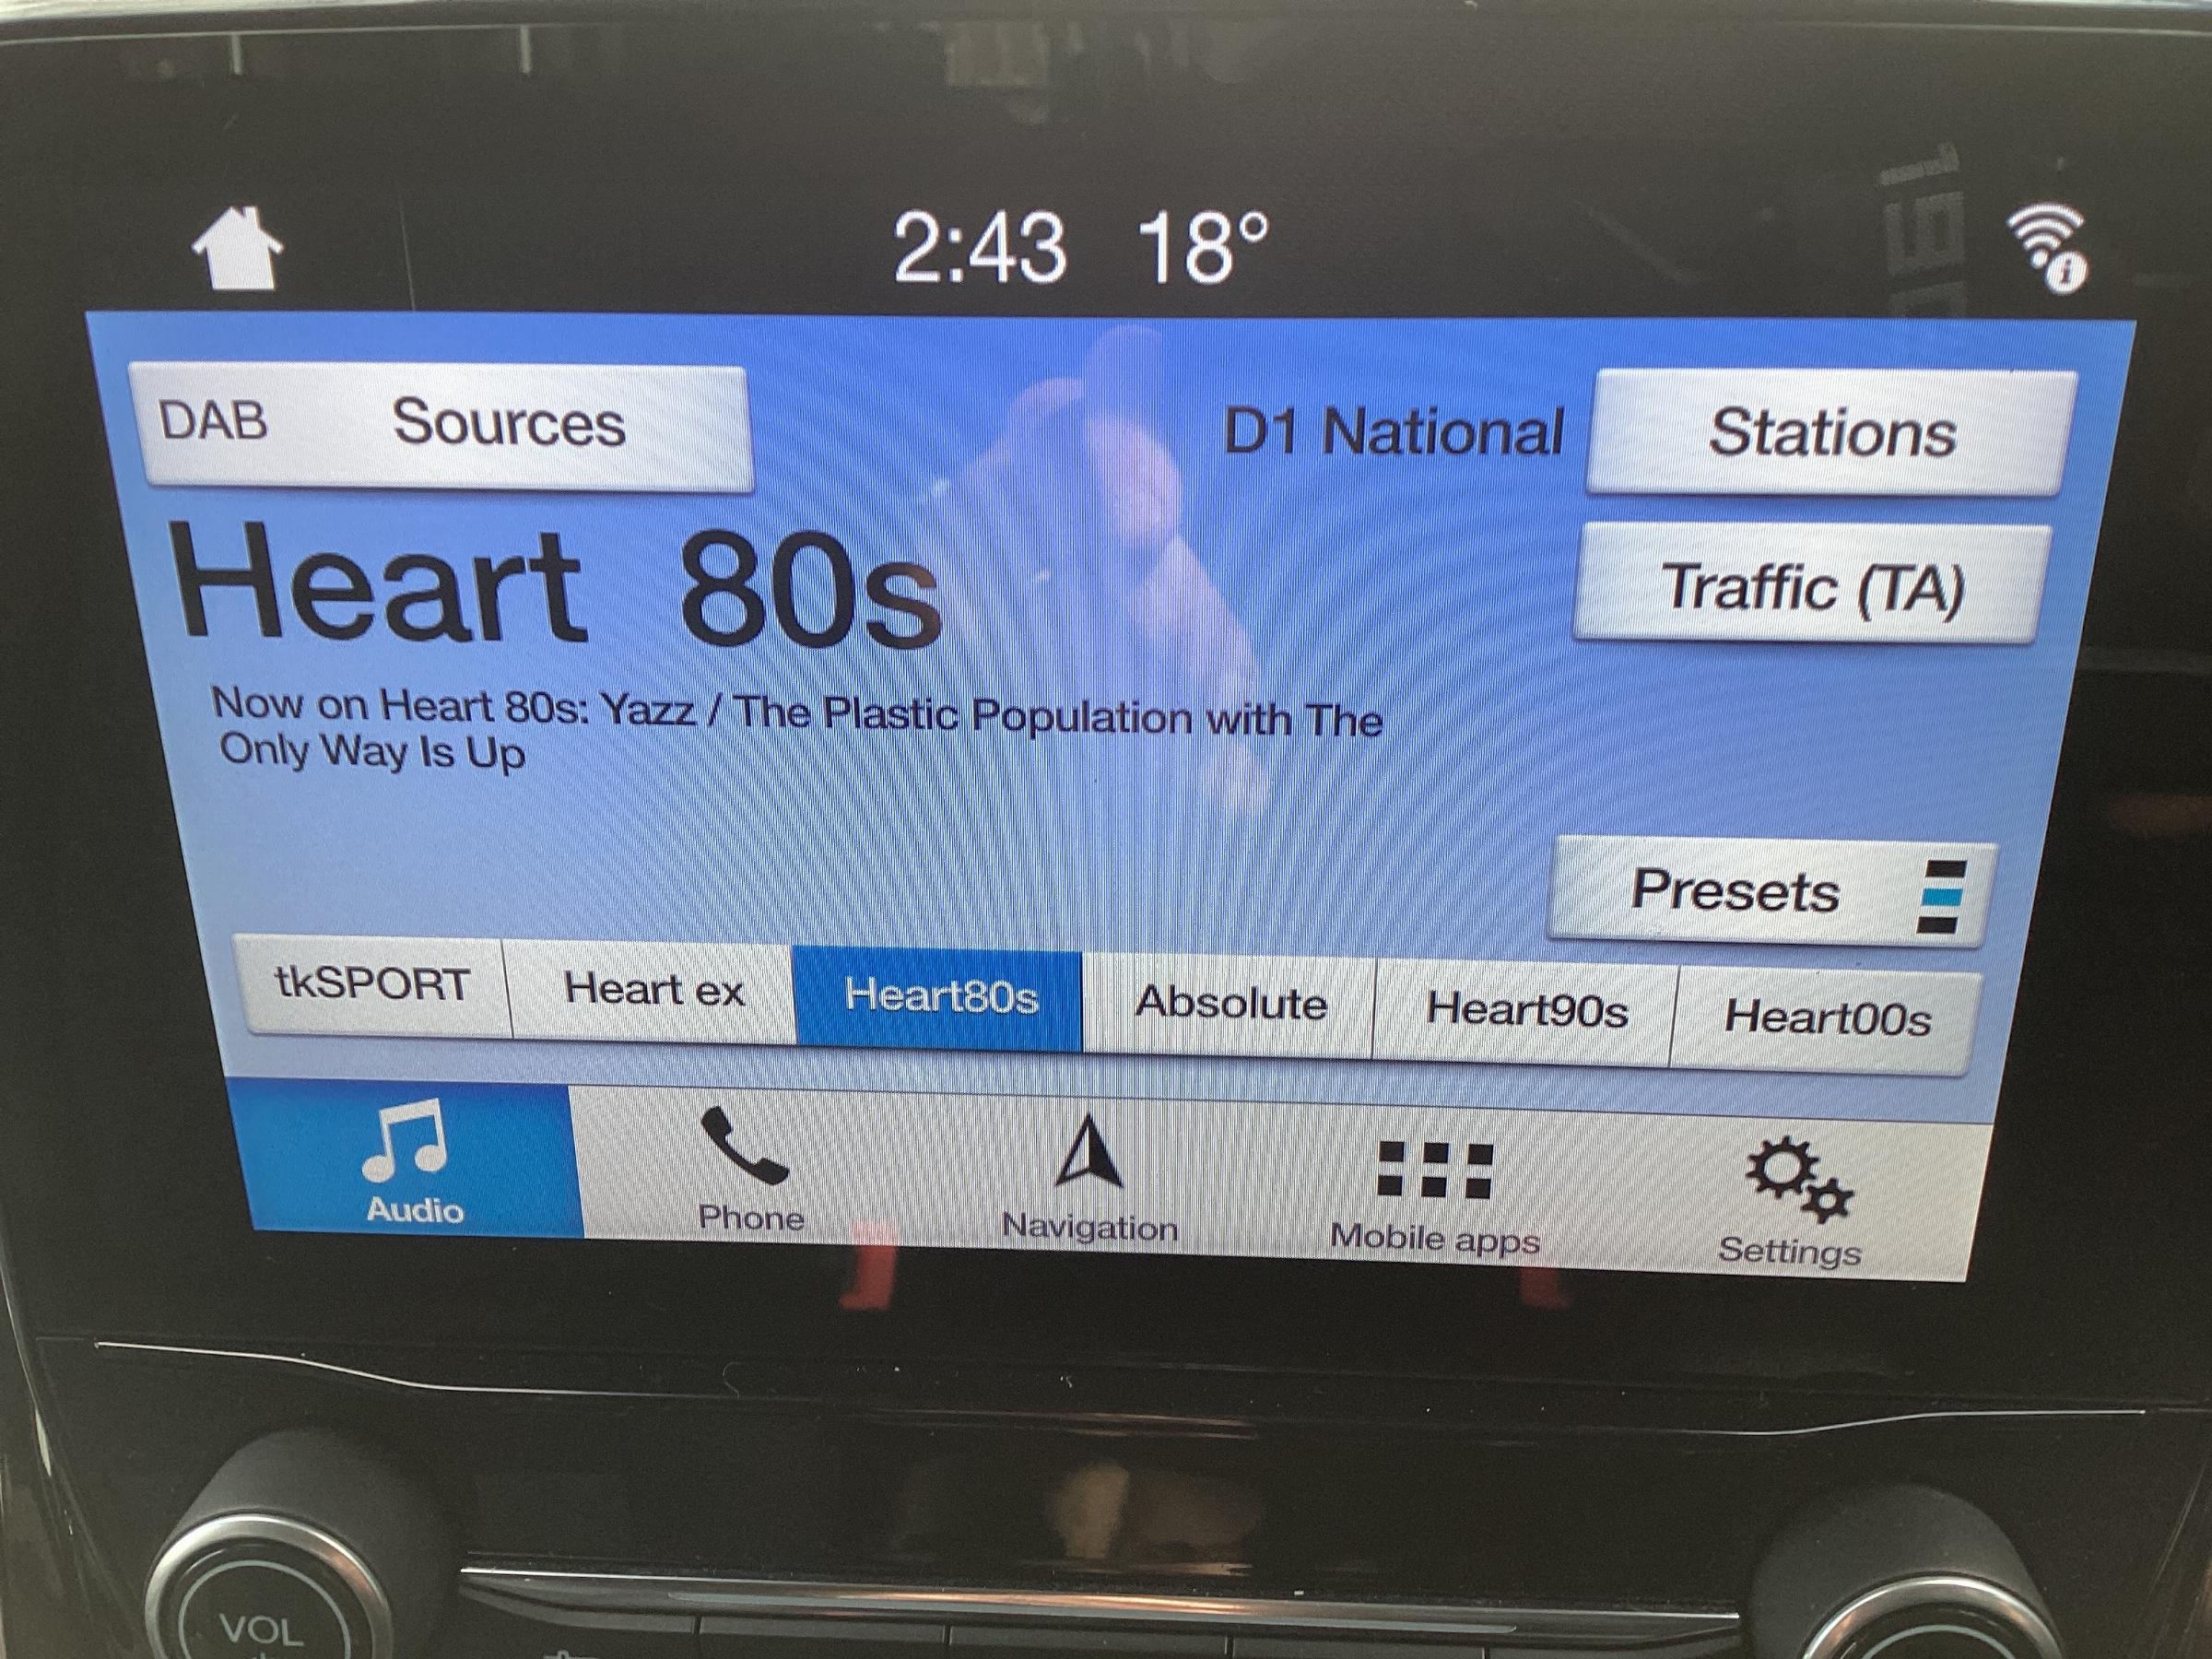 2:43 18°
DAB Sources
D1 National
Stations
Heart 80s
Traffic (TA)
Now on Heart 80s: Yazz / The Plastic Population with The
Only Way Is Up
Presets
tkSPORT Heart ex Heart80s Absolute Heart90s Heart00s
Audio Phone Navigation Mobile apps Settings
VOL